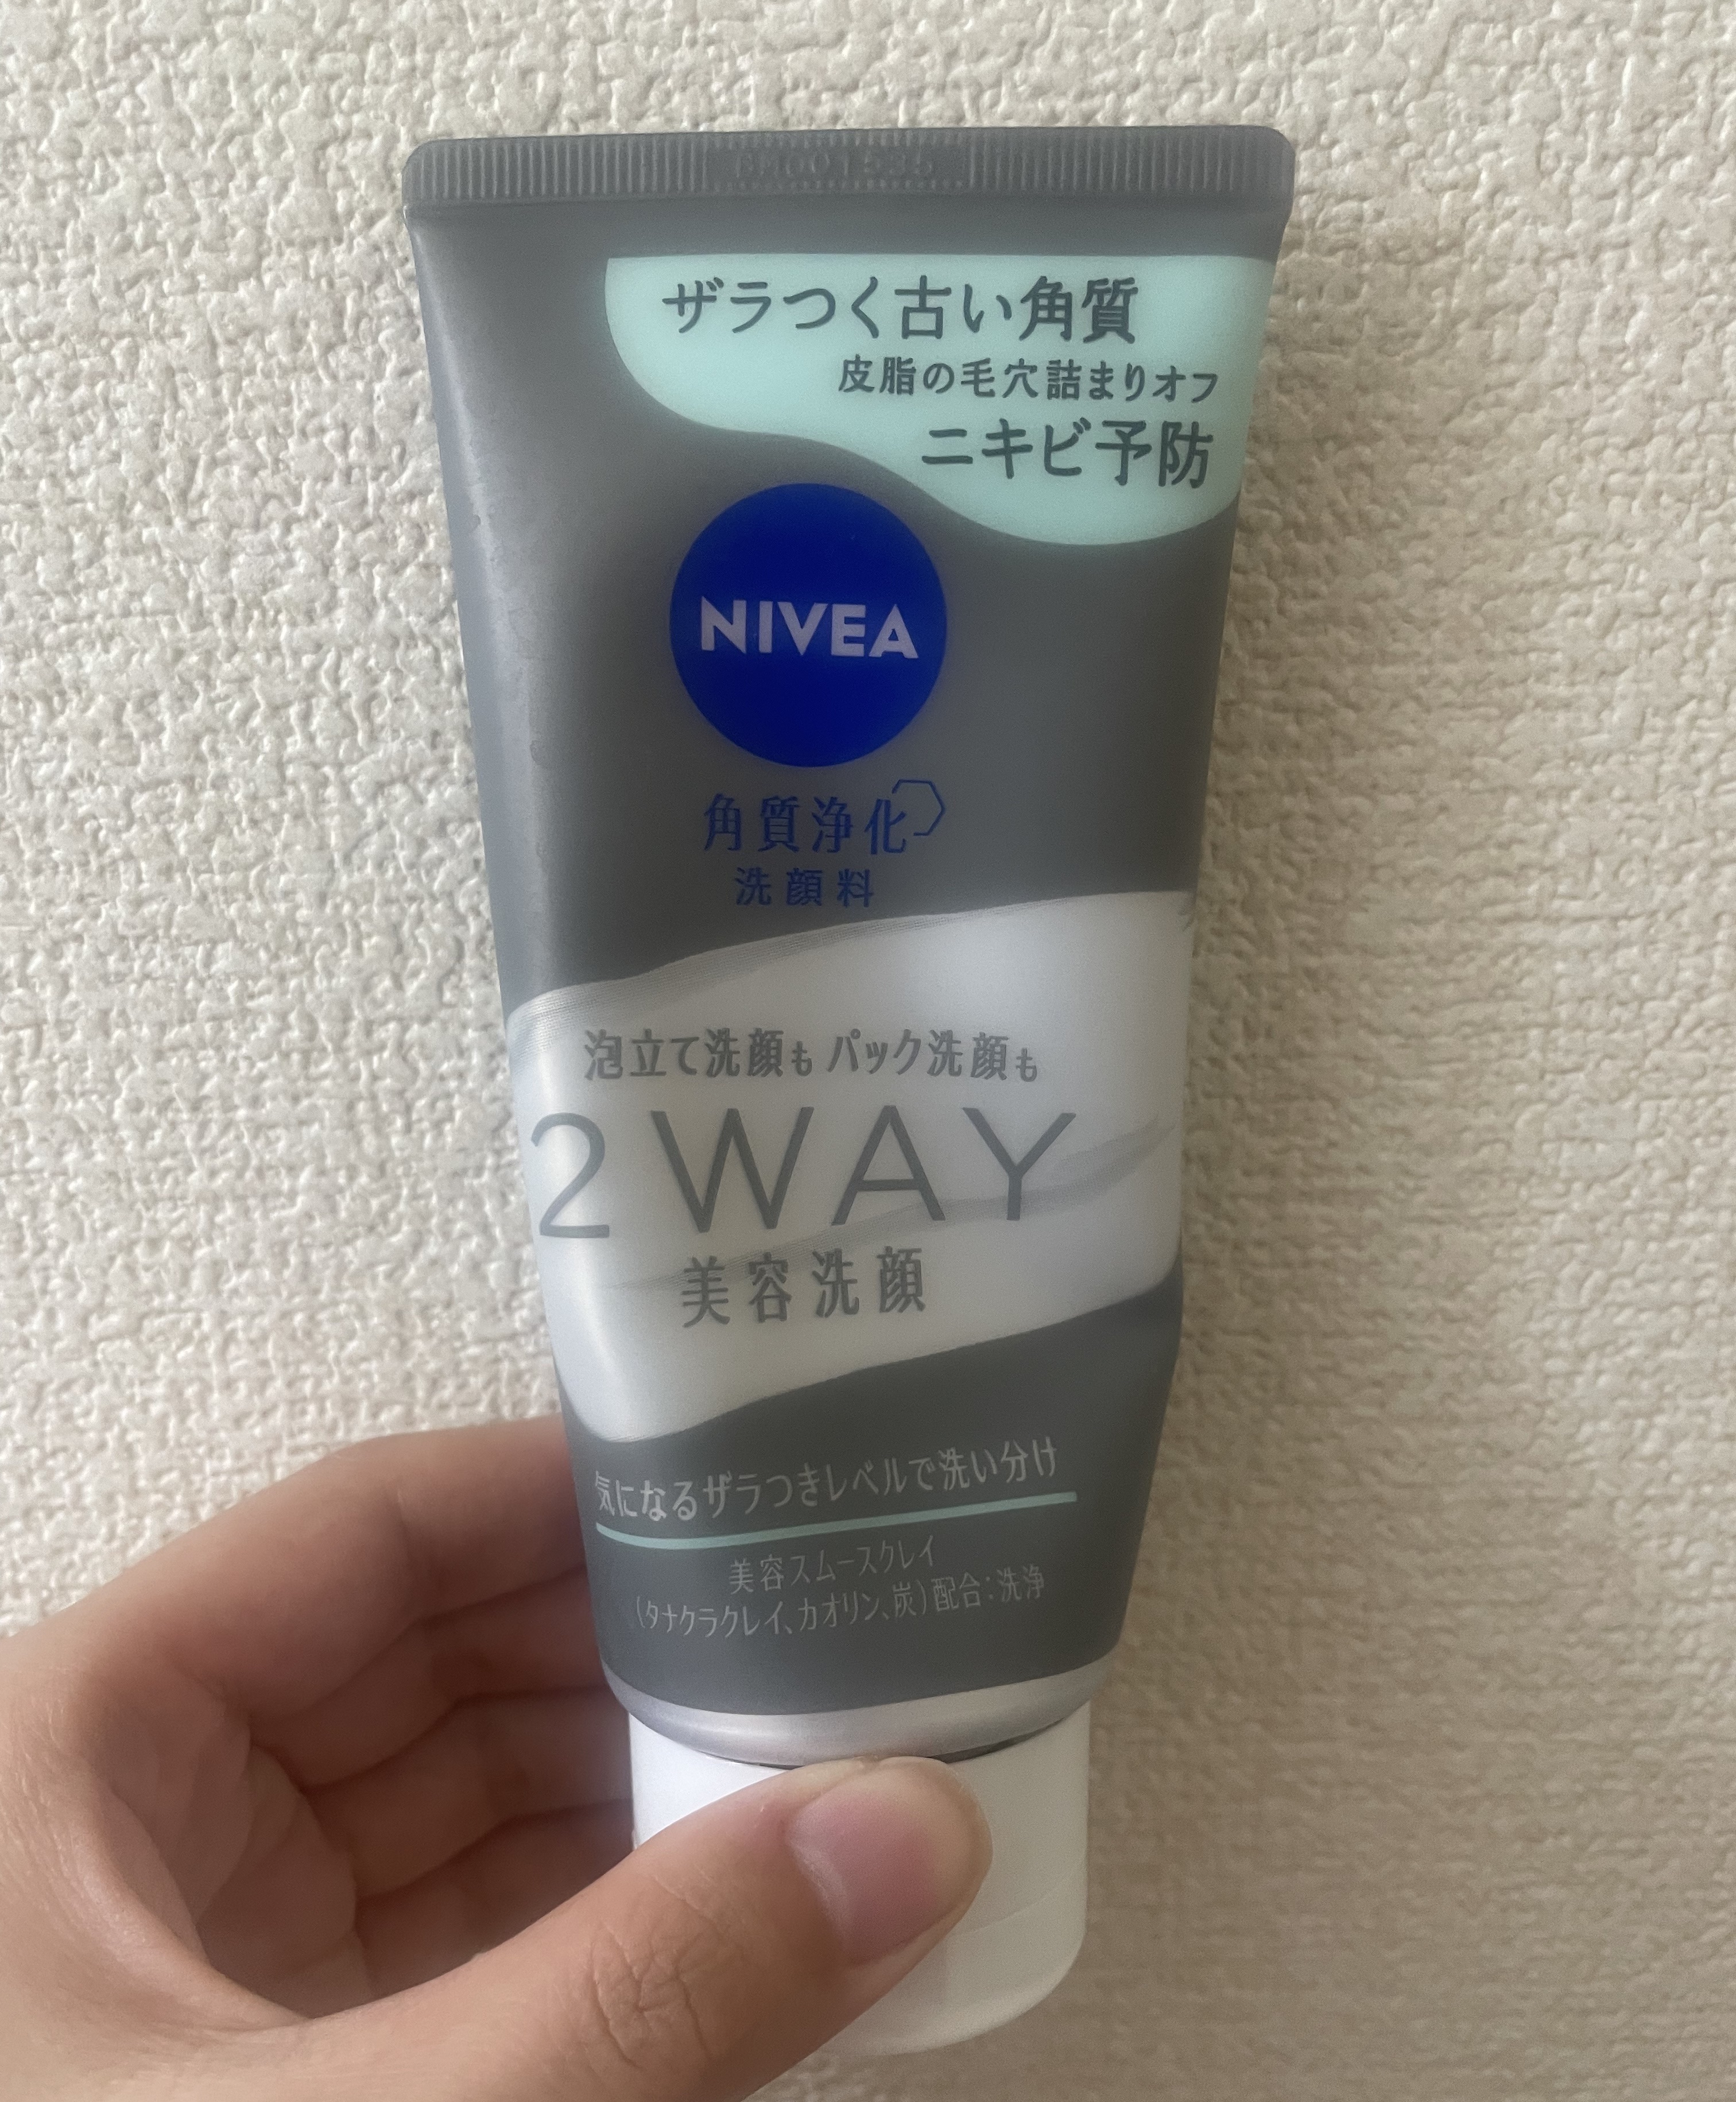 ザラつく古い角質
皮脂の毛穴詰まりオフ
ニキビ予防
NIVEA
角質浄化
洗顔料
泡立て洗顔も パック洗顔も
2WAY
美容洗顔
気になるザラつきレベルで洗い分け
美容スムースクレイ
(タナクラクレイ、カオリン、炭)配合:洗浄